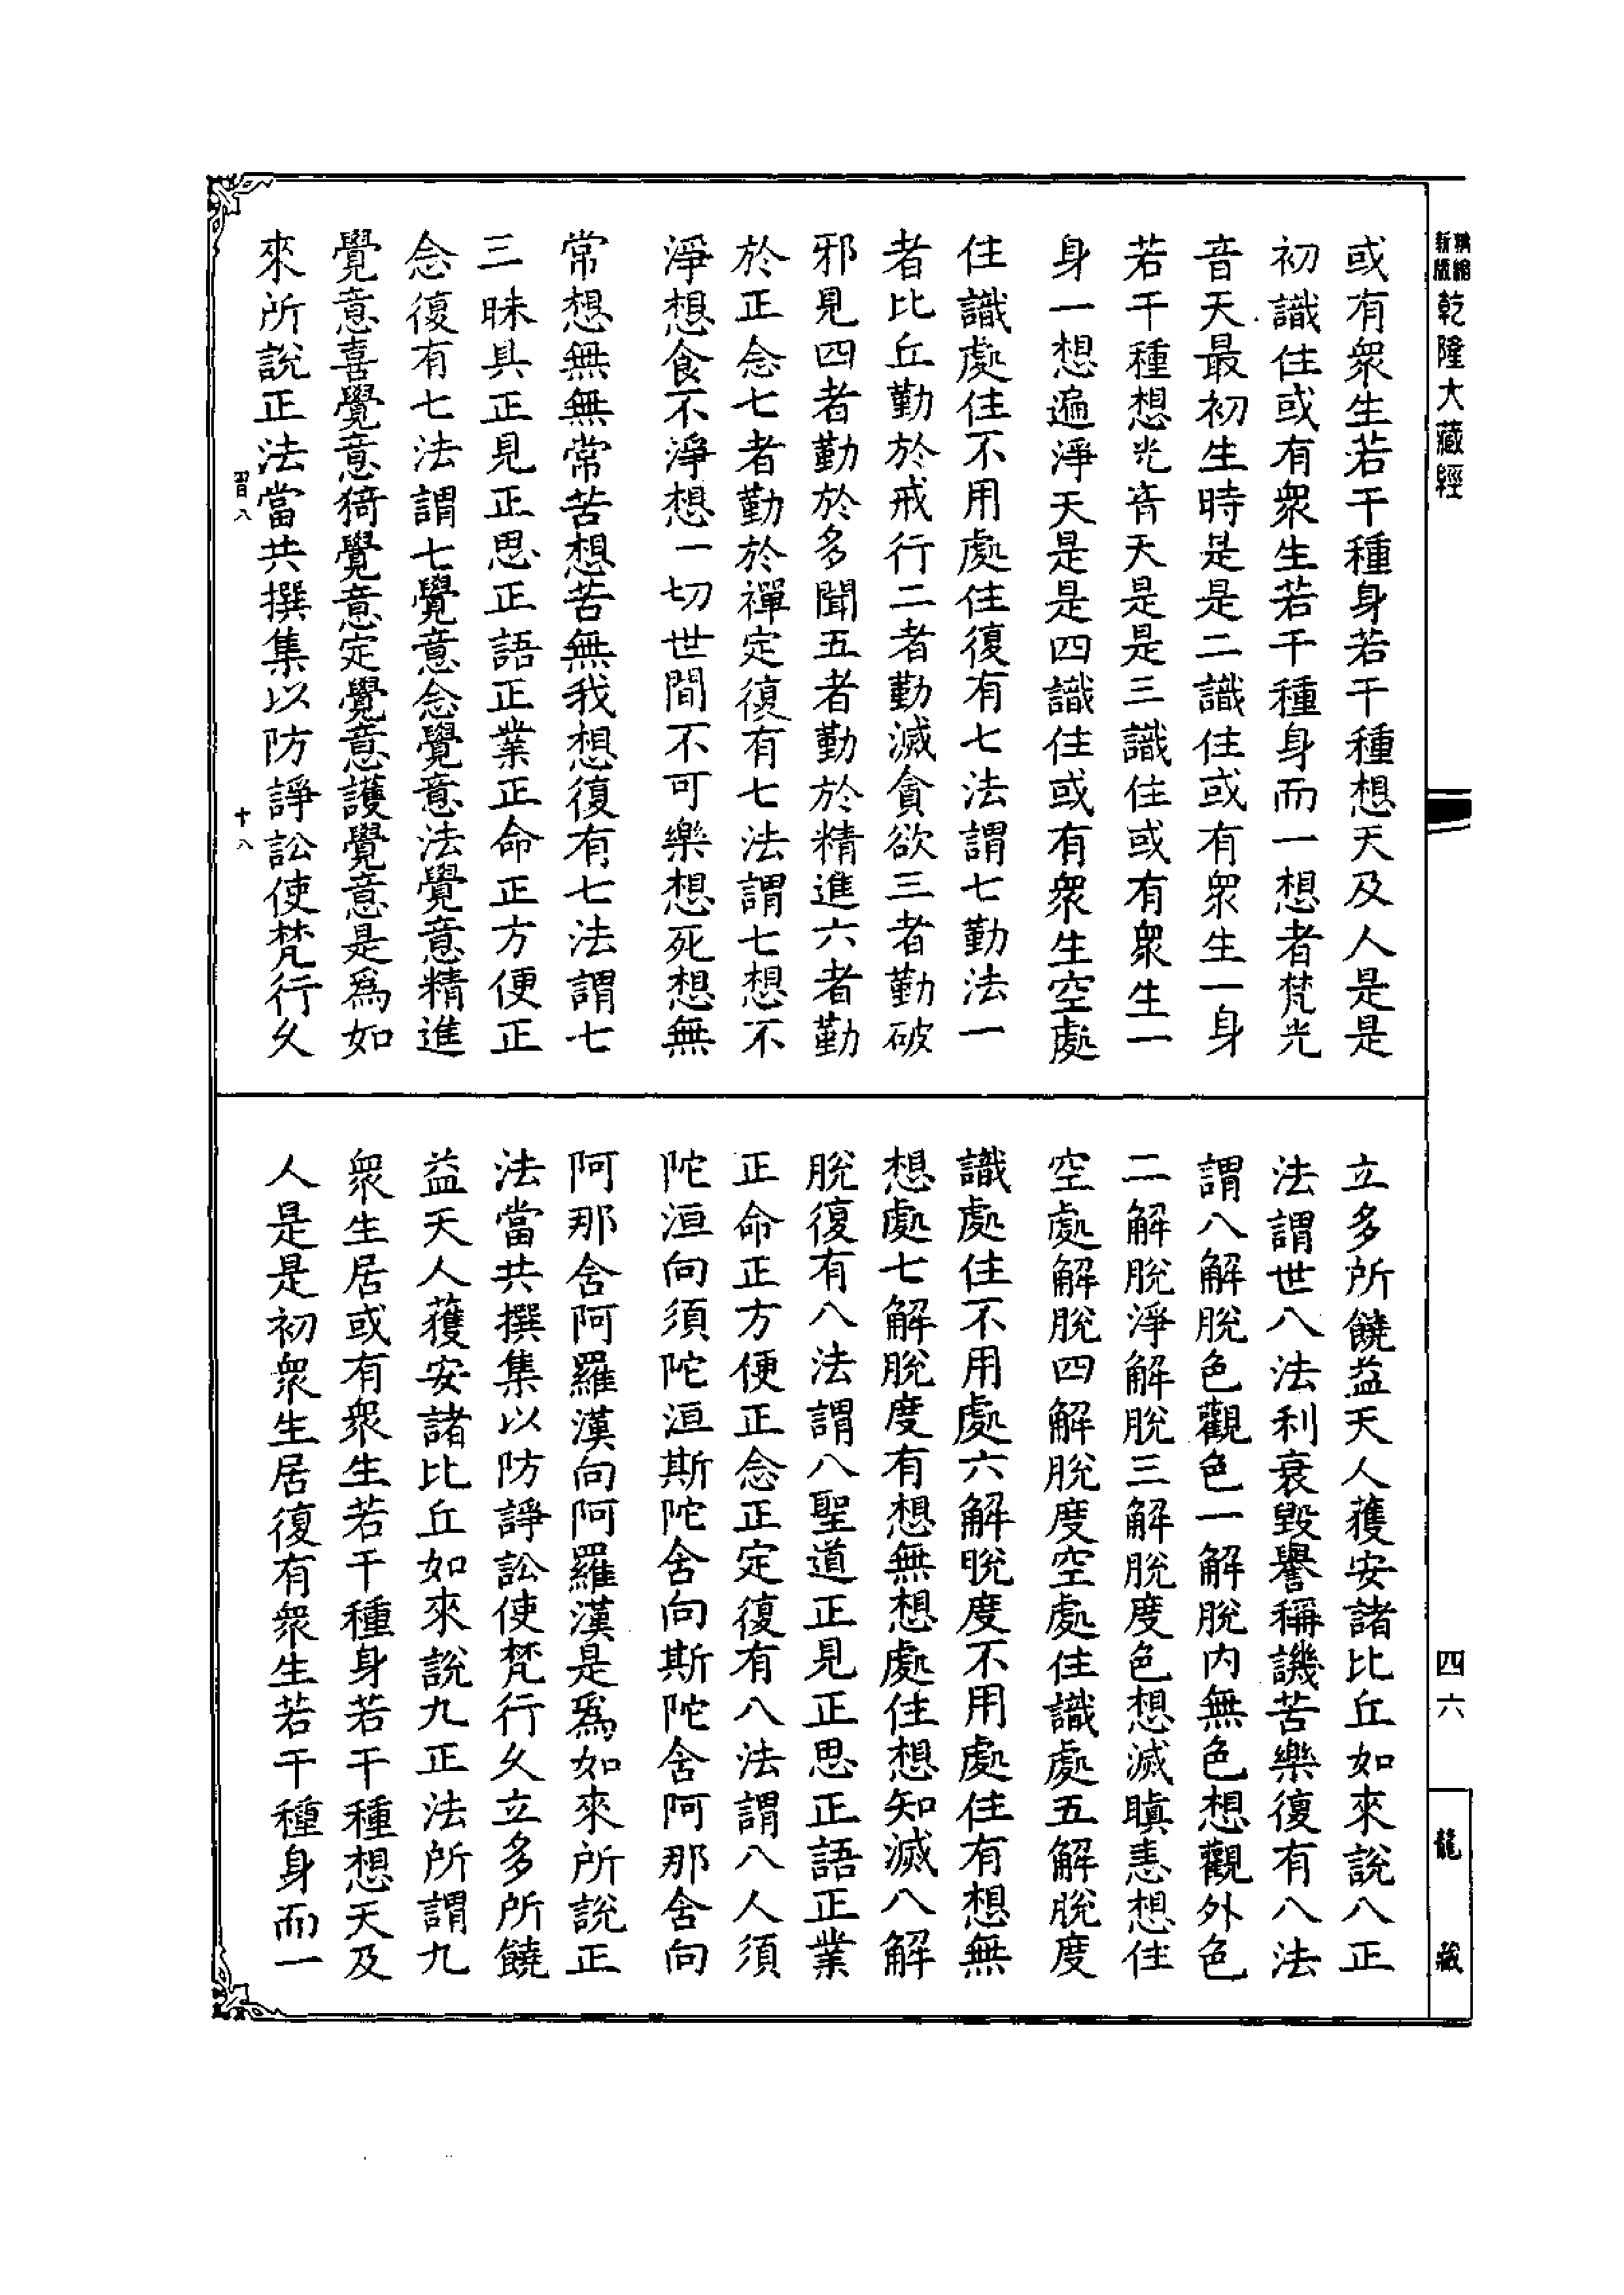 新版
精縮
乾隆大藏經
四六
龍藏
或有衆生若干種身若干種想天及人是是
初識住或有衆生若干種身而一想者梵光
音天最初生時是是二識住或有衆生一身
若干種想光音天是是三識住或有衆生一
身一想遍淨天是是四識住或有衆生空處
住識處住不用處住復有七法謂七勤法一
者比丘勤於戒行二者勤滅貪欲三者勤破
邪見四者勤於多聞五者勤於精進六者勤
於正念七者勤於禪定復有七法謂七想不
淨想食不淨想一切世間不可樂想死想無
常想無無常苦想苦無我想復有七法謂七
三昧具正見正思正語正業正命正方便正
念復有七法謂七覺意念覺意法覺意精進
覺意喜覺意猗覺意定覺意護覺意是為如
來所說正法當共撰集以防諍訟使梵行久
習八
十八
立多所饒益天人獲安諸比丘如來說八正
法謂世八法利衰毀譽稱譏苦樂復有八法
謂八解脫色觀色一解脫內無色想觀外色
二解脫淨解脫三解脫度色想滅瞋恚想住
空處解脫四解脫度空處住識處五解脫度
識處住不用處六解脫度不用處住有想無
想處七解脫度有想無想處住想知滅八解
脫復有八法謂八聖道正見正思正語正業
正命正方便正念正定復有八法謂八人須
陀洹向須陀洹斯陀含向斯陀含阿那含向
阿那含阿羅漢向阿羅漢是為如來所說正
法當共撰集以防諍訟使梵行久立多所饒
益天人獲安諸比丘如來說九正法所謂九
衆生居或有衆生若干種身若干種想天及
人是是初衆生居復有衆生若干種身而一